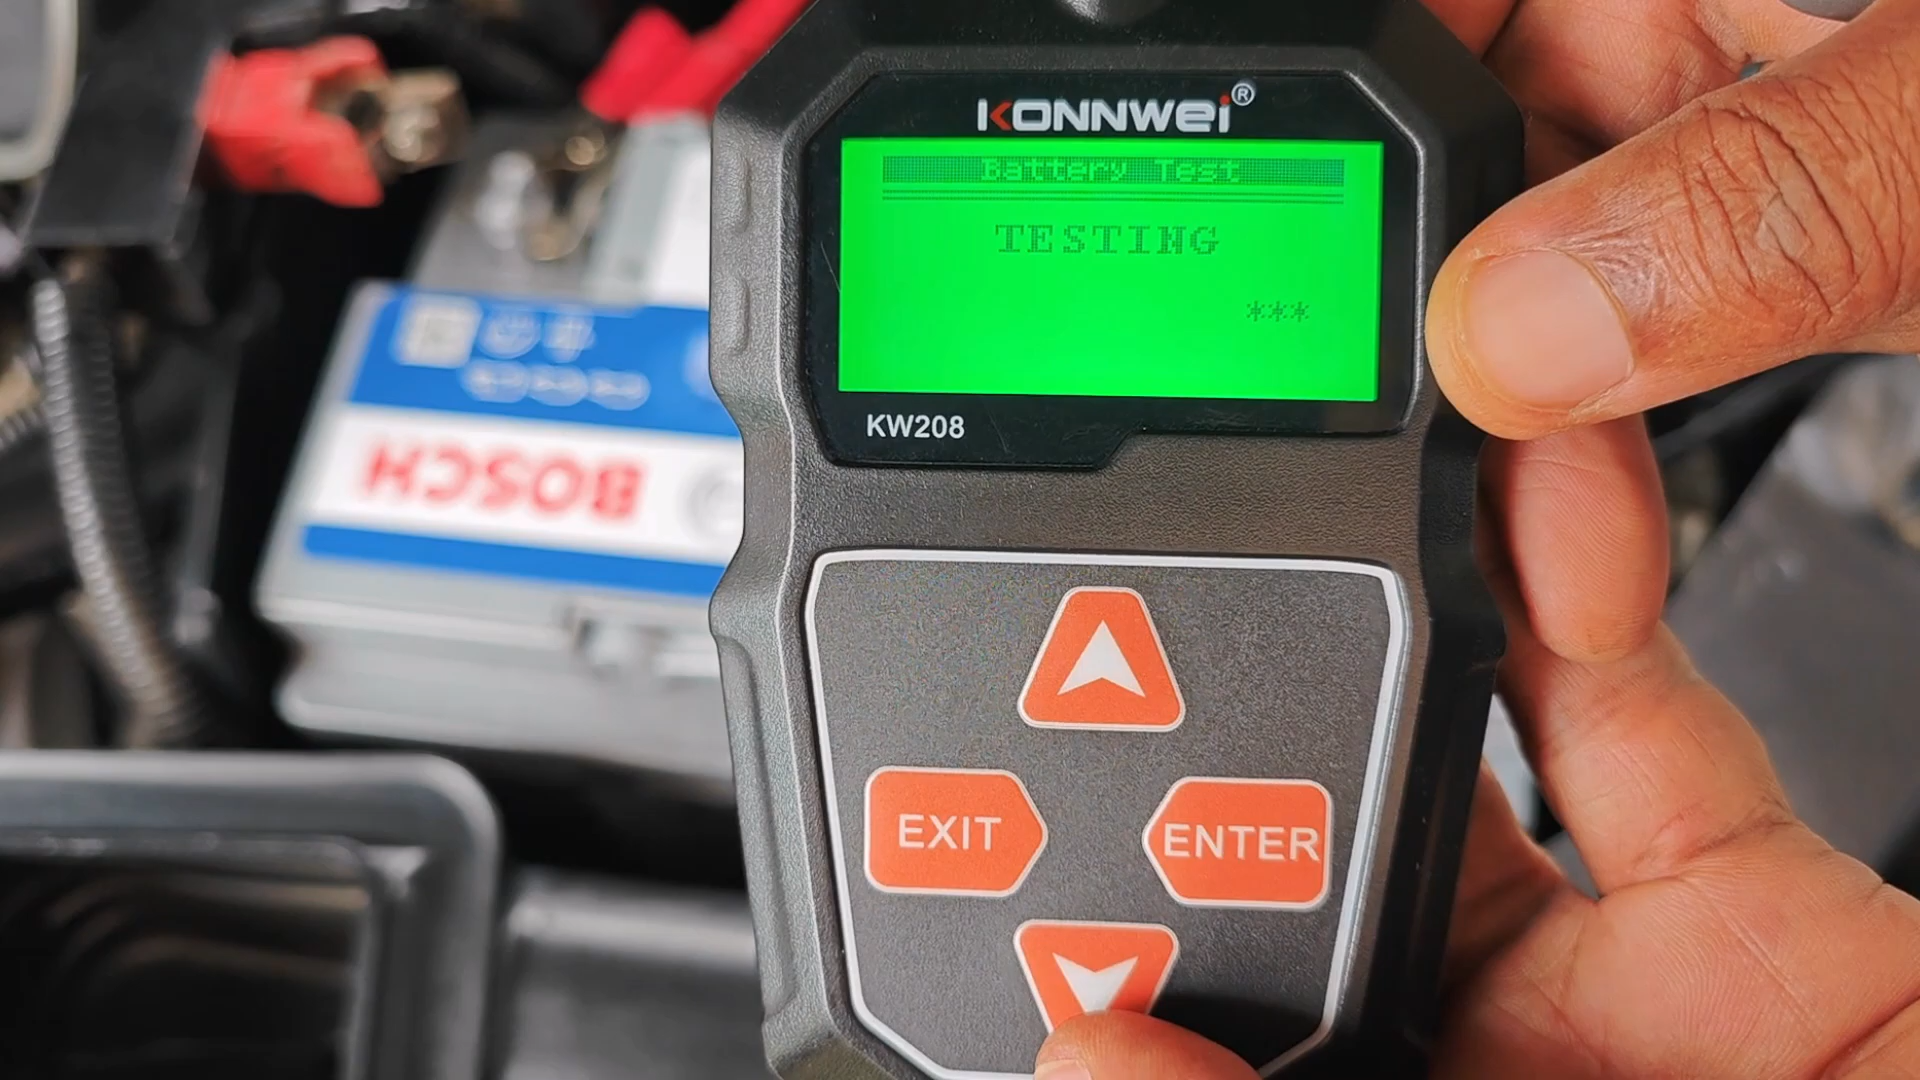 KONNWEi®
Battery Test
TESTING
***
KW208
BOSCH
EXIT
ENTER